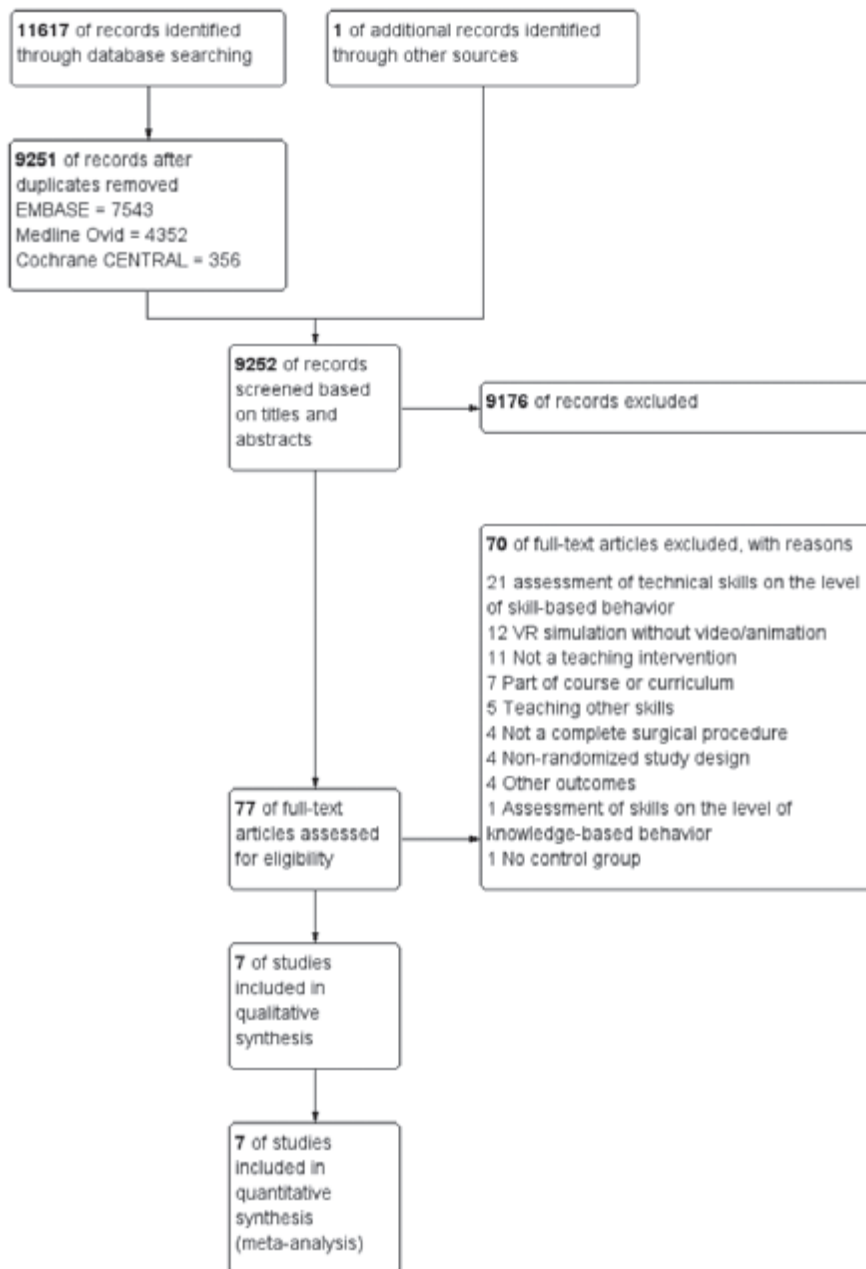 11617 of records identified
through database searching
1 of additional records identified
through other sources
9251 of records after
duplicates removed
EMBASE = 7543
Medline Ovid = 4352
Cochrane CENTRAL = 356
9252 of records
screened based
on titles and
abstracts
9176 of records excluded
70 of full-text articles excluded, with reasons
21 assessment of technical skills on the level
of skill-based behavior
12 VR simulation without video/animation
11 Not a teaching intervention
7 Part of course or curriculum
5 Teaching other skills
4 Not a complete surgical procedure
4 Non-randomized study design
4 Other outcomes
1 Assessment of skills on the level of
knowledge-based behavior
1 No control group
77 of full-text
articles assessed
for eligibility
7 of studies
included in
qualitative
synthesis
7 of studies
included in
quantitative
synthesis
(meta-analysis)